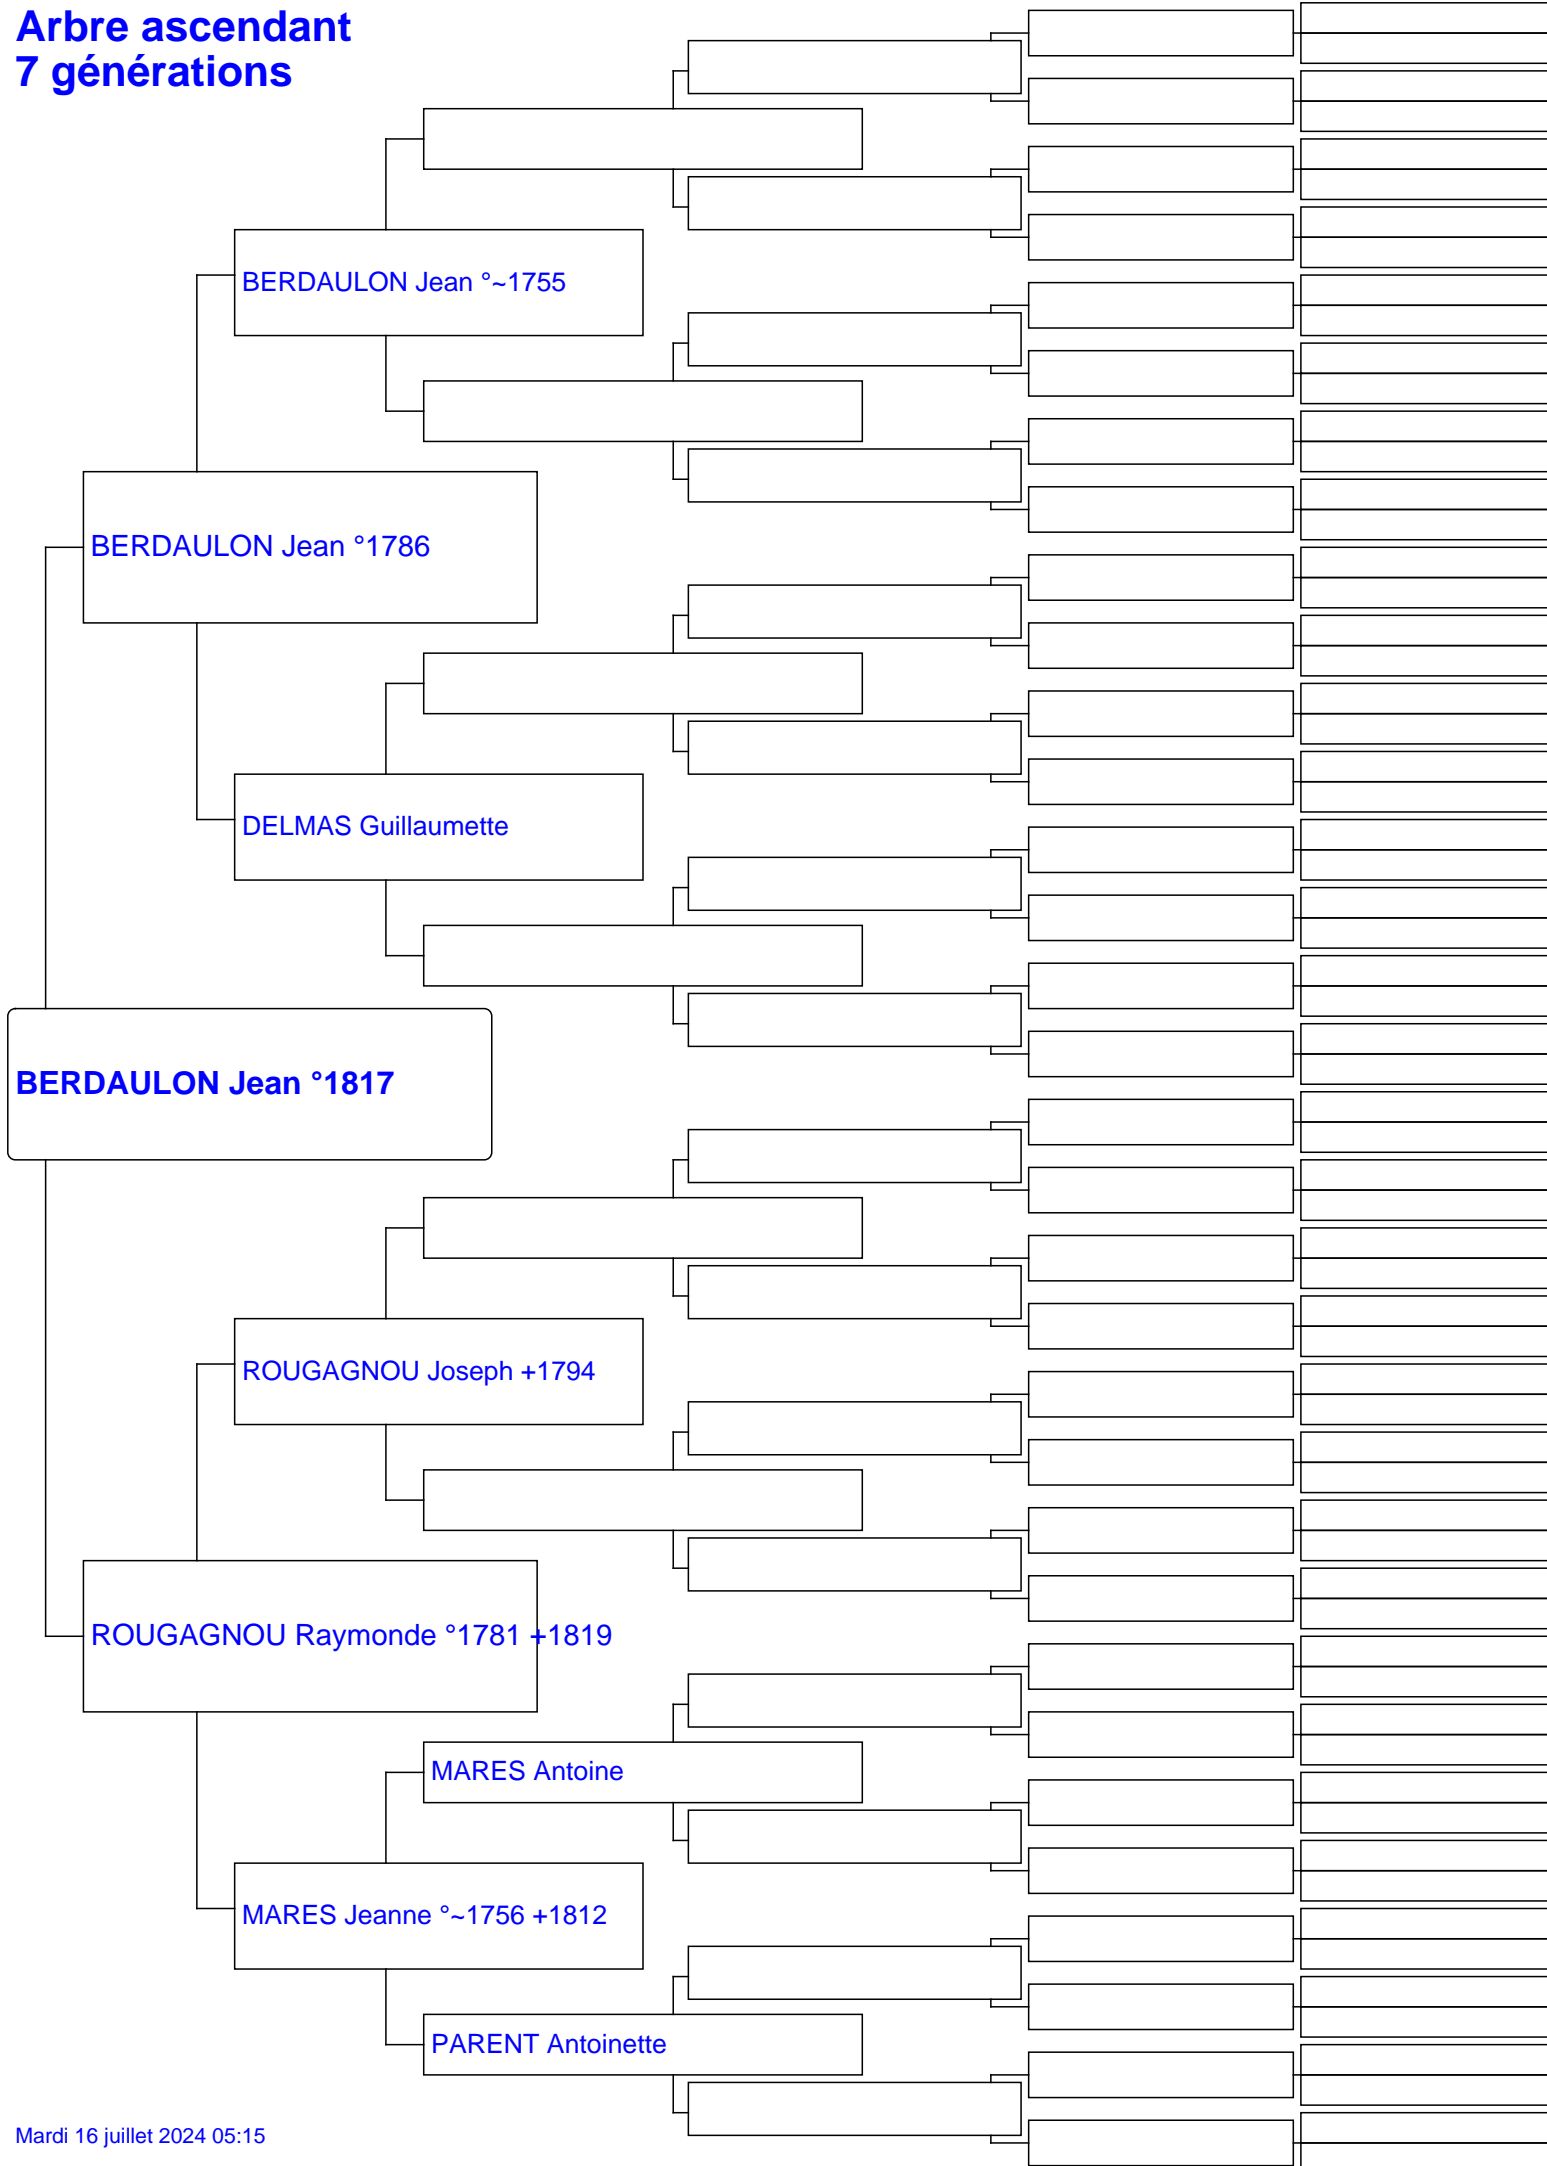 Arbre ascendant
7 générations
BERDAULON Jean °~1755
BERDAULON Jean °1786
DELMAS Guillaumette
BERDAULON Jean °1817
ROUGAGNOU Joseph +1794
ROUGAGNOU Raymonde °1781 +1819
MARES Antoine
MARES Jeanne °~1756 +1812
PARENT Antoinette
Mardi 16 juillet 2024 05:15